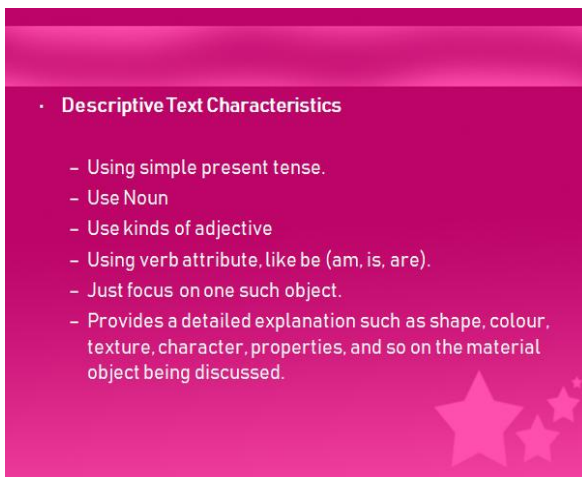 · Descriptive Text Characteristics
– Using simple present tense.
– Use Noun
– Use kinds of adjective
– Using verb attribute, like be (am, is, are).
– Just focus on one such object.
– Provides a detailed explanation such as shape, colour,
texture, character, properties, and so on the material
object being discussed.